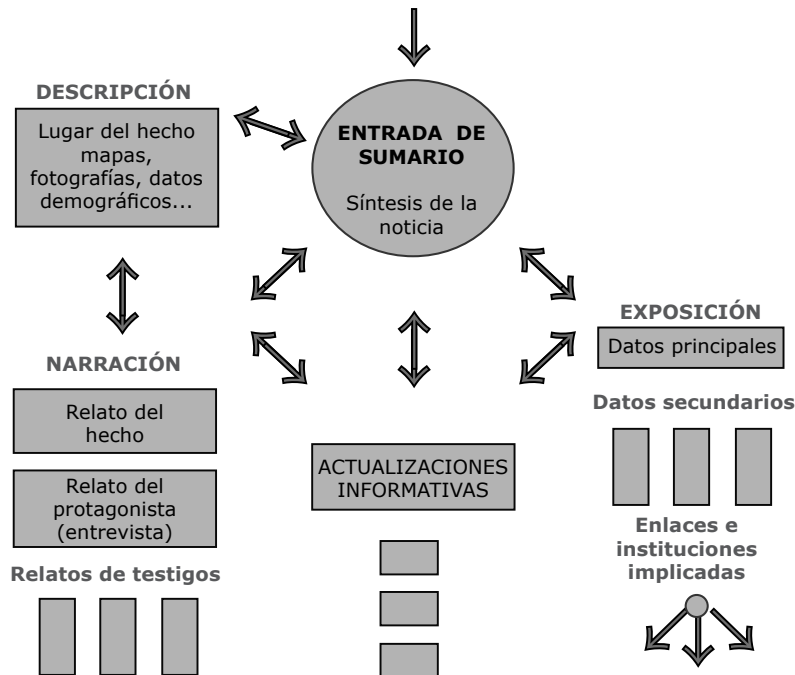 DESCRIPCIÓN
Lugar del hecho
mapas,
fotografías, datos
demográficos...
ENTRADA DE
SUMARIO
Síntesis de la
noticia
NARRACIÓN
Relato del
hecho
Relato del
protagonista
(entrevista)
Relatos de testigos
ACTUALIZACIONES
INFORMATIVAS
EXPOSICIÓN
Datos principales
Datos secundarios
Enlaces e
instituciones
implicadas